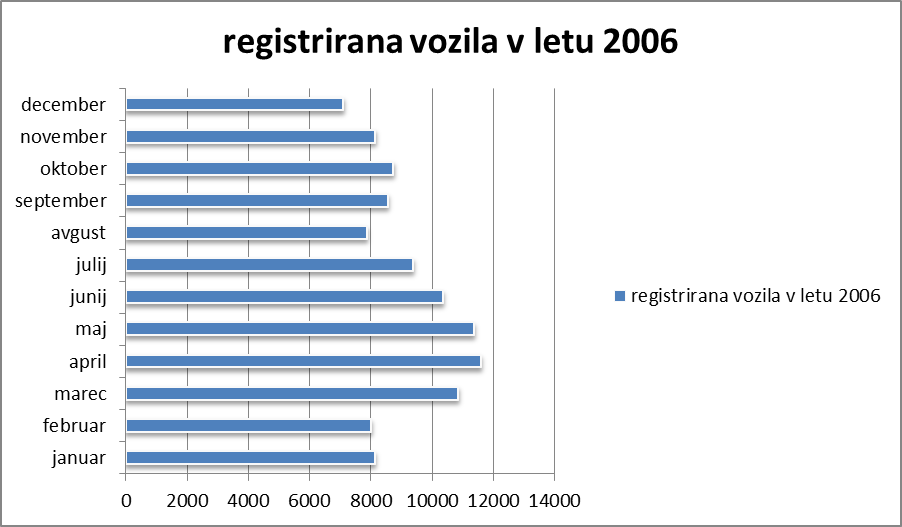 registrirana vozila v letu 2006
december
november
oktober
september
avgust
julij
junij
maj
april
marec
februar
januar
0 2000 4000 6000 8000 10000 12000 14000
registrirana vozila v letu 2006